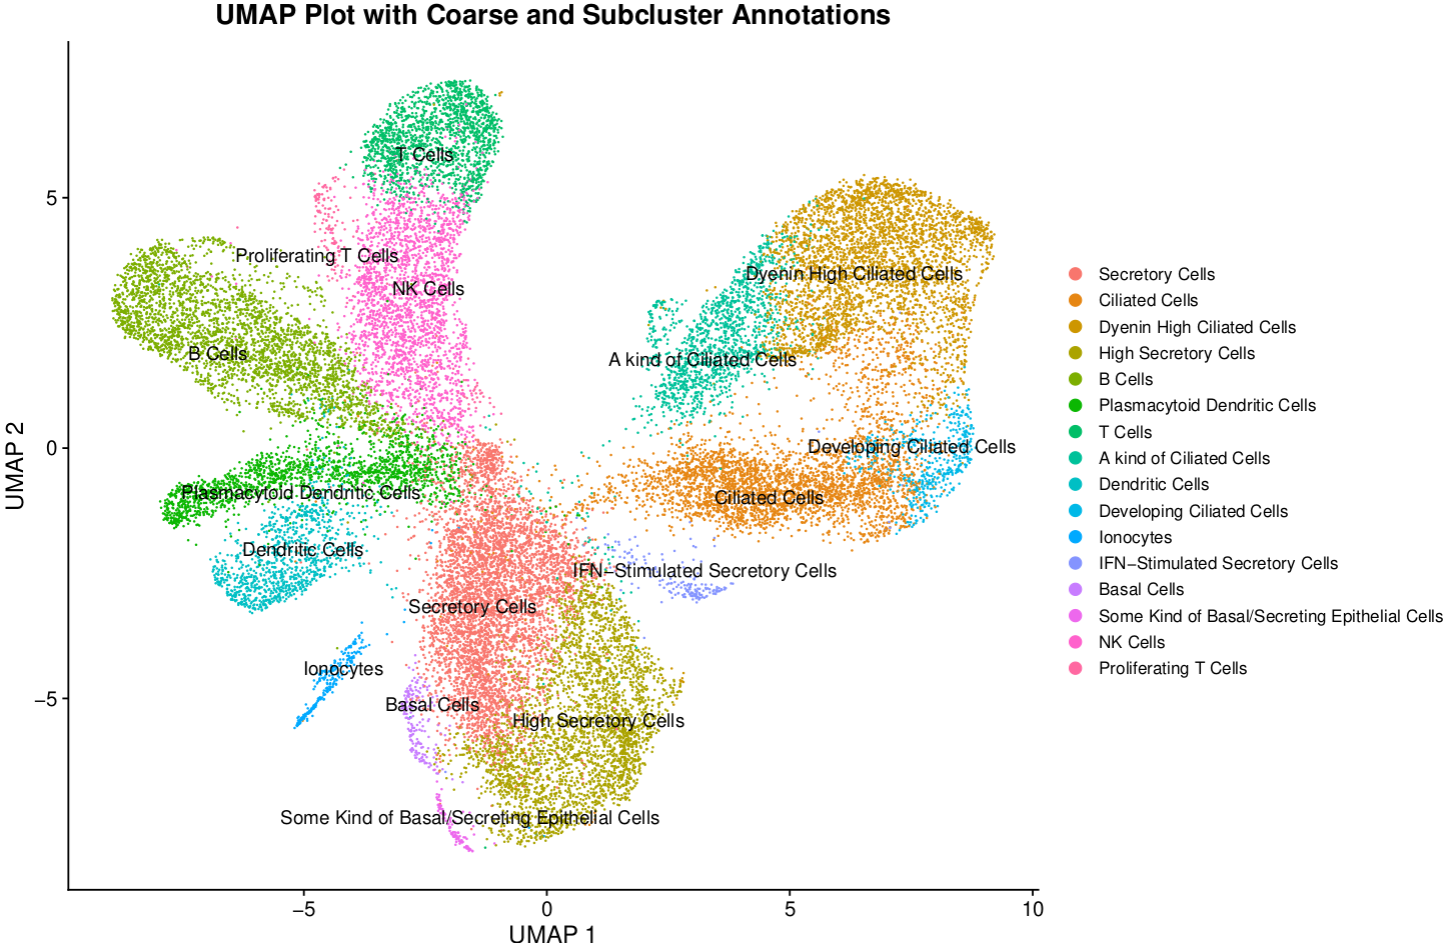 UMAP Plot with Coarse and Subcluster Annotations
T Cells
5
Proliferating T Cells
Dyenin High Ciliated Cells
NK Cells
B Cells
A kind of Ciliated Cells
0
Developing Ciliated Cells
Plasmacytoid Dendritic Cells
Ciliated Cells
Dendritic Cells
IFN−Stimulated Secretory Cells
Secretory Cells
Ionocytes
−5
Basal Cells
High Secretory Cells
Some Kind of Basal/Secreting Epithelial Cells
UMAP 2
−5 0 5 10
UMAP 1
Secretory Cells
Ciliated Cells
Dyenin High Ciliated Cells
High Secretory Cells
B Cells
Plasmacytoid Dendritic Cells
T Cells
A kind of Ciliated Cells
Dendritic Cells
Developing Ciliated Cells
Ionocytes
IFN−Stimulated Secretory Cells
Basal Cells
Some Kind of Basal/Secreting Epithelial Cells
NK Cells
Proliferating T Cells